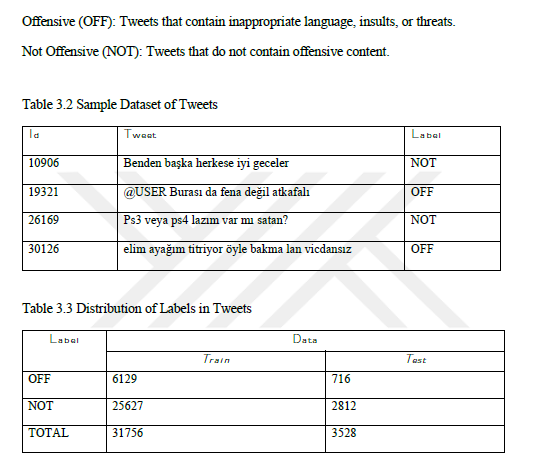 Offensive (OFF): Tweets that contain inappropriate language, insults, or threats.
Not Offensive (NOT): Tweets that do not contain offensive content.
Table 3.2 Sample Dataset of Tweets
Id Tweet Label
10906 Benden başka herkese iyi geceler NOT
19321 @USER Burası da fena değil atkafalı OFF
26169 Ps3 veya ps4 lazım var mı satan? NOT
30126 elim ayağım titriyor öyle bakma lan vicdansız OFF
Table 3.3 Distribution of Labels in Tweets
Label Data
Train Test
OFF 6129 716
NOT 25627 2812
TOTAL 31756 3528